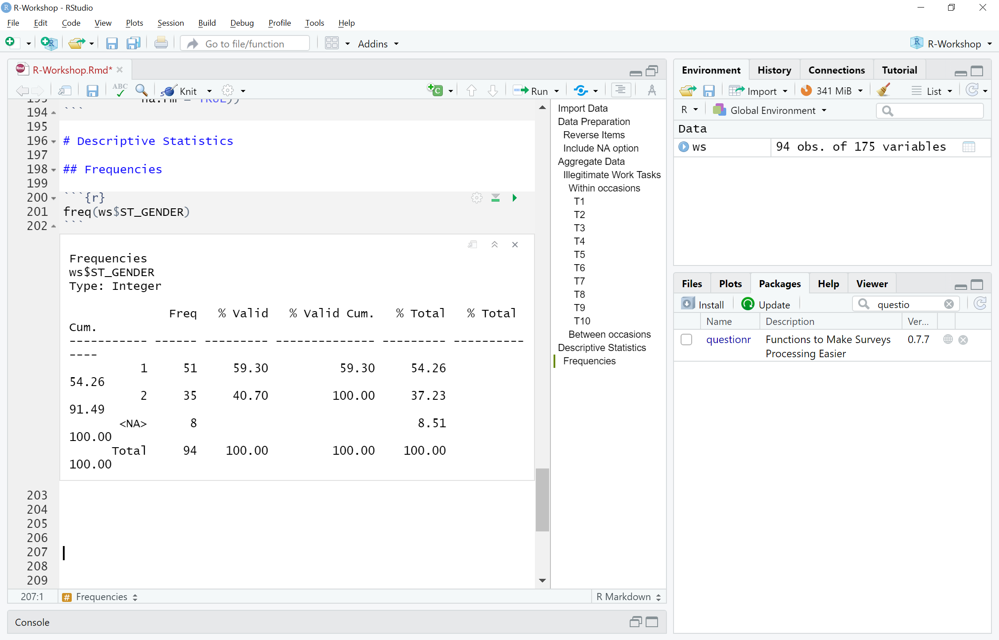 R-Workshop - RStudio
File Edit Code View Plots Session Build Debug Profile Tools Help
Go to file/function Addins R-Workshop
R-Workshop.Rmd*
ABC Knit Run
194 ```
195
196 # Descriptive Statistics
197
198 ## Frequencies
199
200 ```{r}
201 freq(ws$ST_GENDER)
202 ```
Frequencies
ws$ST_GENDER
Type: Integer
Freq % Valid % Valid Cum. % Total % Total
Cum.
----------- ------ --------- -------------- --------- ----------
----
1 51 59.30 59.30 54.26
54.26
2 35 40.70 100.00 37.23
91.49
<NA> 8 8.51
100.00
Total 94 100.00 100.00 100.00
100.00
203
204
205
206
207
208
209
207:1 # Frequencies R Markdown
Console
Import Data
Data Preparation
Reverse Items
Include NA option
Aggregate Data
Illegitimate Work Tasks
Within occasions
T1
T2
T3
T4
T5
T6
T7
T8
T9
T10
Between occasions
Descriptive Statistics
Frequencies
Environment History Connections Tutorial
Import 341 MiB List
R Global Environment
Data
ws 94 obs. of 175 variables
Files Plots Packages Help Viewer
Install Update questio
Name Description Ver...
questionr Functions to Make Surveys 0.7.7
Processing Easier